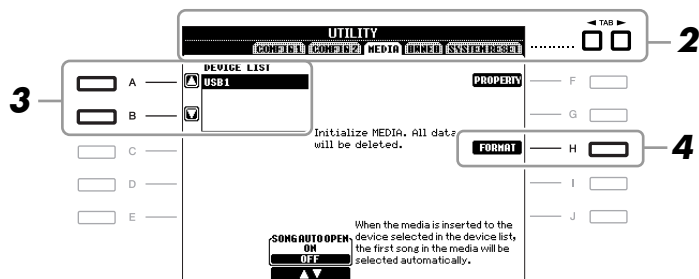 ◄ TAB ►
UTILITY
2
CONFIG 1 CONFIG 2 MEDIA OWNED SYSTEM RESET
DEVICE LIST
A USB1 PROPERTY F
3
B G
Initialize MEDIA. All data
will be deleted.
C FORMAT H 4
D I
E J
When the media is inserted to the
SONG AUTO OPEN device selected in the device list,
ON the first song in the media will be
OFF selected automatically.